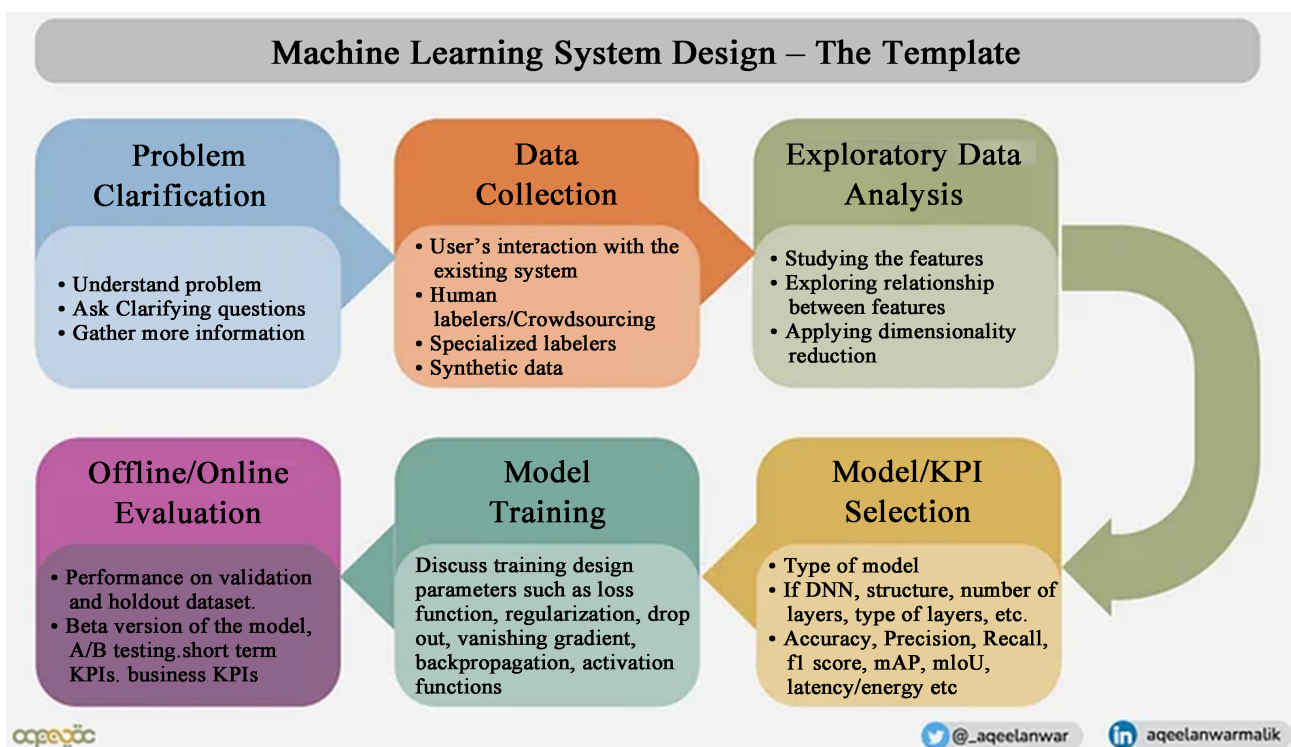 Machine Learning System Design – The Template
Problem
Clarification
• Understand problem
• Ask Clarifying questions
• Gather more information
Data
Collection
• User's interaction with the
existing system
• Human
labelers/Crowdsourcing
• Specialized labelers
• Synthetic data
Exploratory Data
Analysis
• Studying the features
• Exploring relationship
between features
• Applying dimensionality
reduction
Model/KPI
Selection
• Type of model
• If DNN, structure, number of
layers, type of layers, etc.
• Accuracy, Precision, Recall,
f1 score, mAP, mIoU,
latency/energy etc
Model
Training
Discuss training design
parameters such as loss
function, regularization, drop
out, vanishing gradient,
backpropagation, activation
functions
Offline/Online
Evaluation
• Performance on validation
and holdout dataset.
• Beta version of the model,
A/B testing.short term
KPIs. business KPIs
@_aqeelanwar
in aqeelanwarmalik